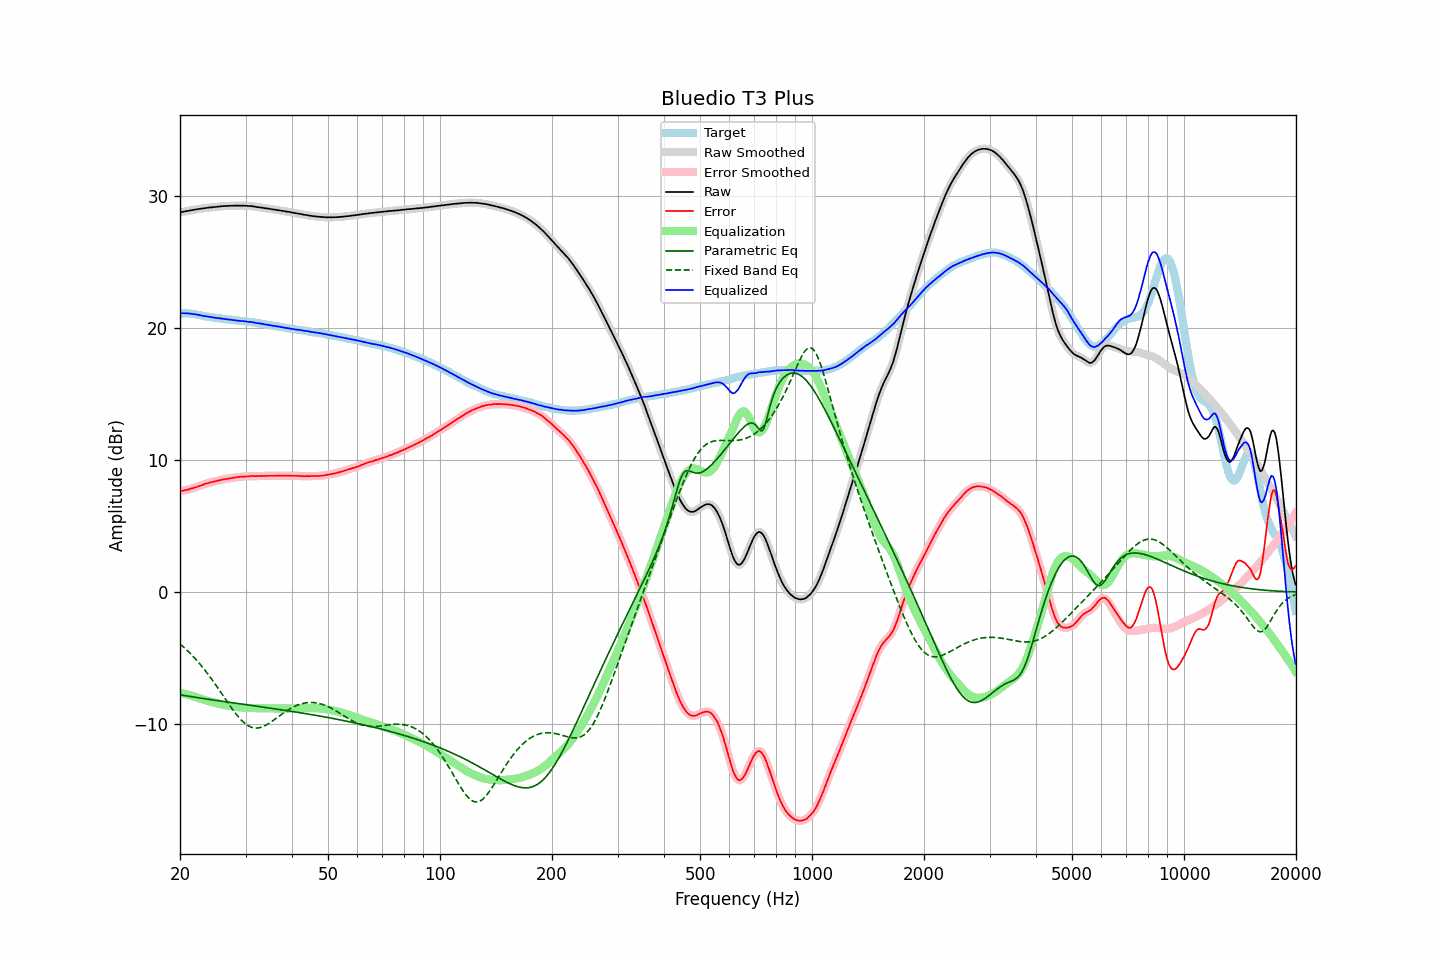 Bluedio T3 Plus
Target
Raw Smoothed
Error Smoothed
Raw
Error
Equalization
Parametric Eq
Fixed Band Eq
Equalized
Amplitude (dBr)
30
20
10
0
−10
20
50
100
200
500
1000
2000
5000
10000
20000
Frequency (Hz)